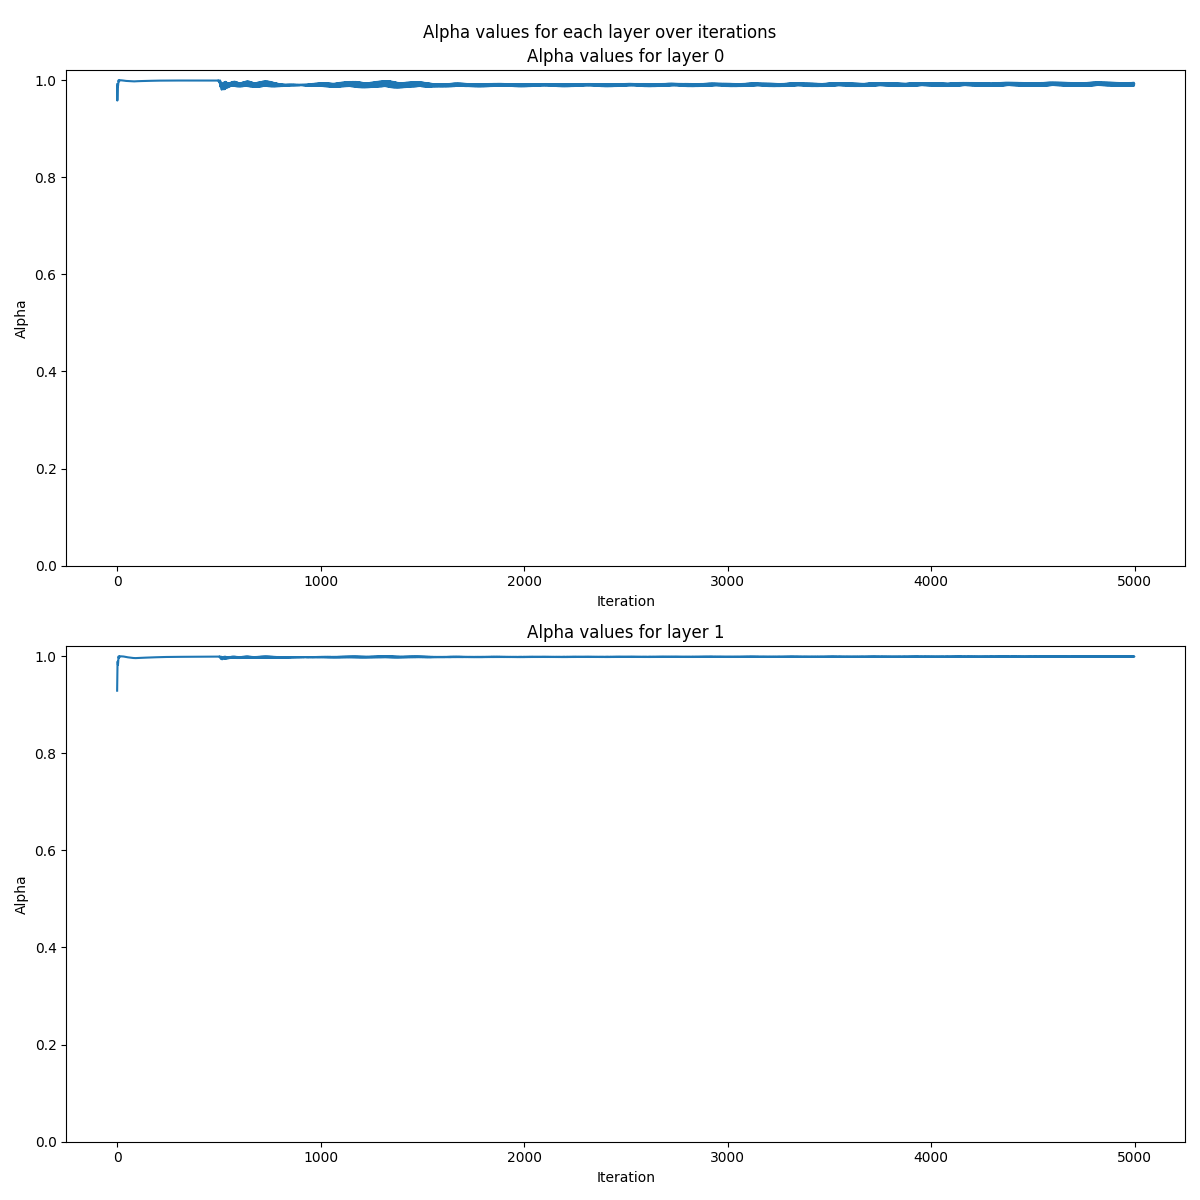 Alpha values for each layer over iterations
Alpha values for layer 0
1.0
0.8
0.6
0.4
0.2
0.0
Alpha
0 1000 2000 3000 4000 5000
Iteration
Alpha values for layer 1
1.0
0.8
0.6
0.4
0.2
0.0
Alpha
0 1000 2000 3000 4000 5000
Iteration